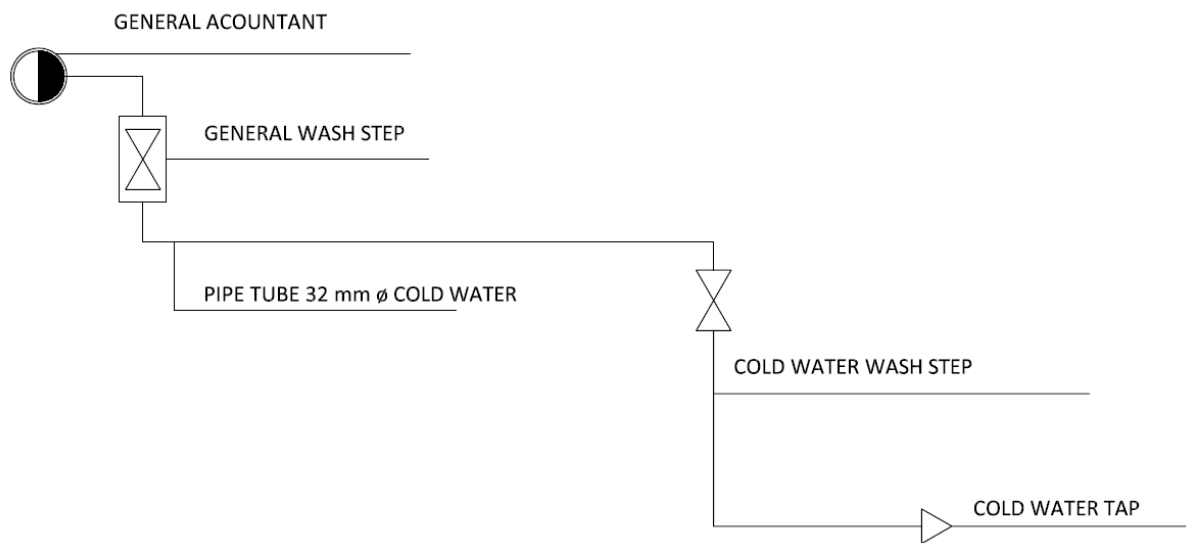 GENERAL ACOUNTANT
GENERAL WASH STEP
PIPE TUBE 32 mm ø COLD WATER
COLD WATER WASH STEP
COLD WATER TAP